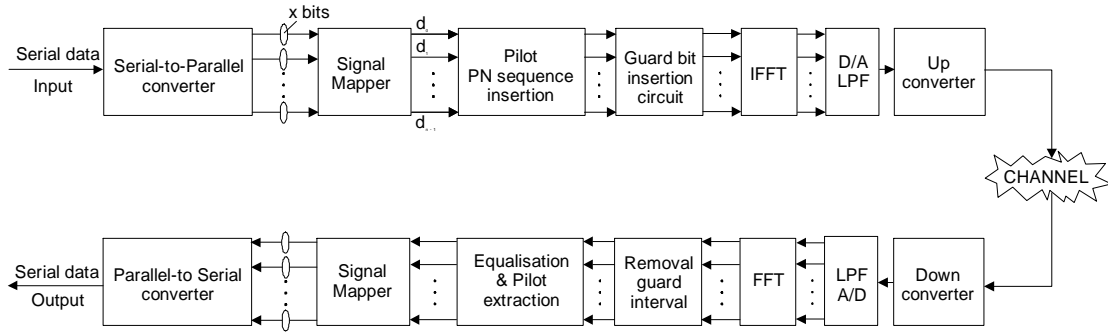 x bits
Serial data
Input
Serial-to-Parallel
converter
Signal
Mapper
Pilot
PN sequence
insertion
Guard bit
insertion
circuit
IFFT
D/A
LPF
Up
converter
CHANNEL
Serial data
Output
Parallel-to Serial
converter
Signal
Mapper
Equalisation
& Pilot
extraction
Removal
guard
interval
FFT
LPF
A/D
Down
converter